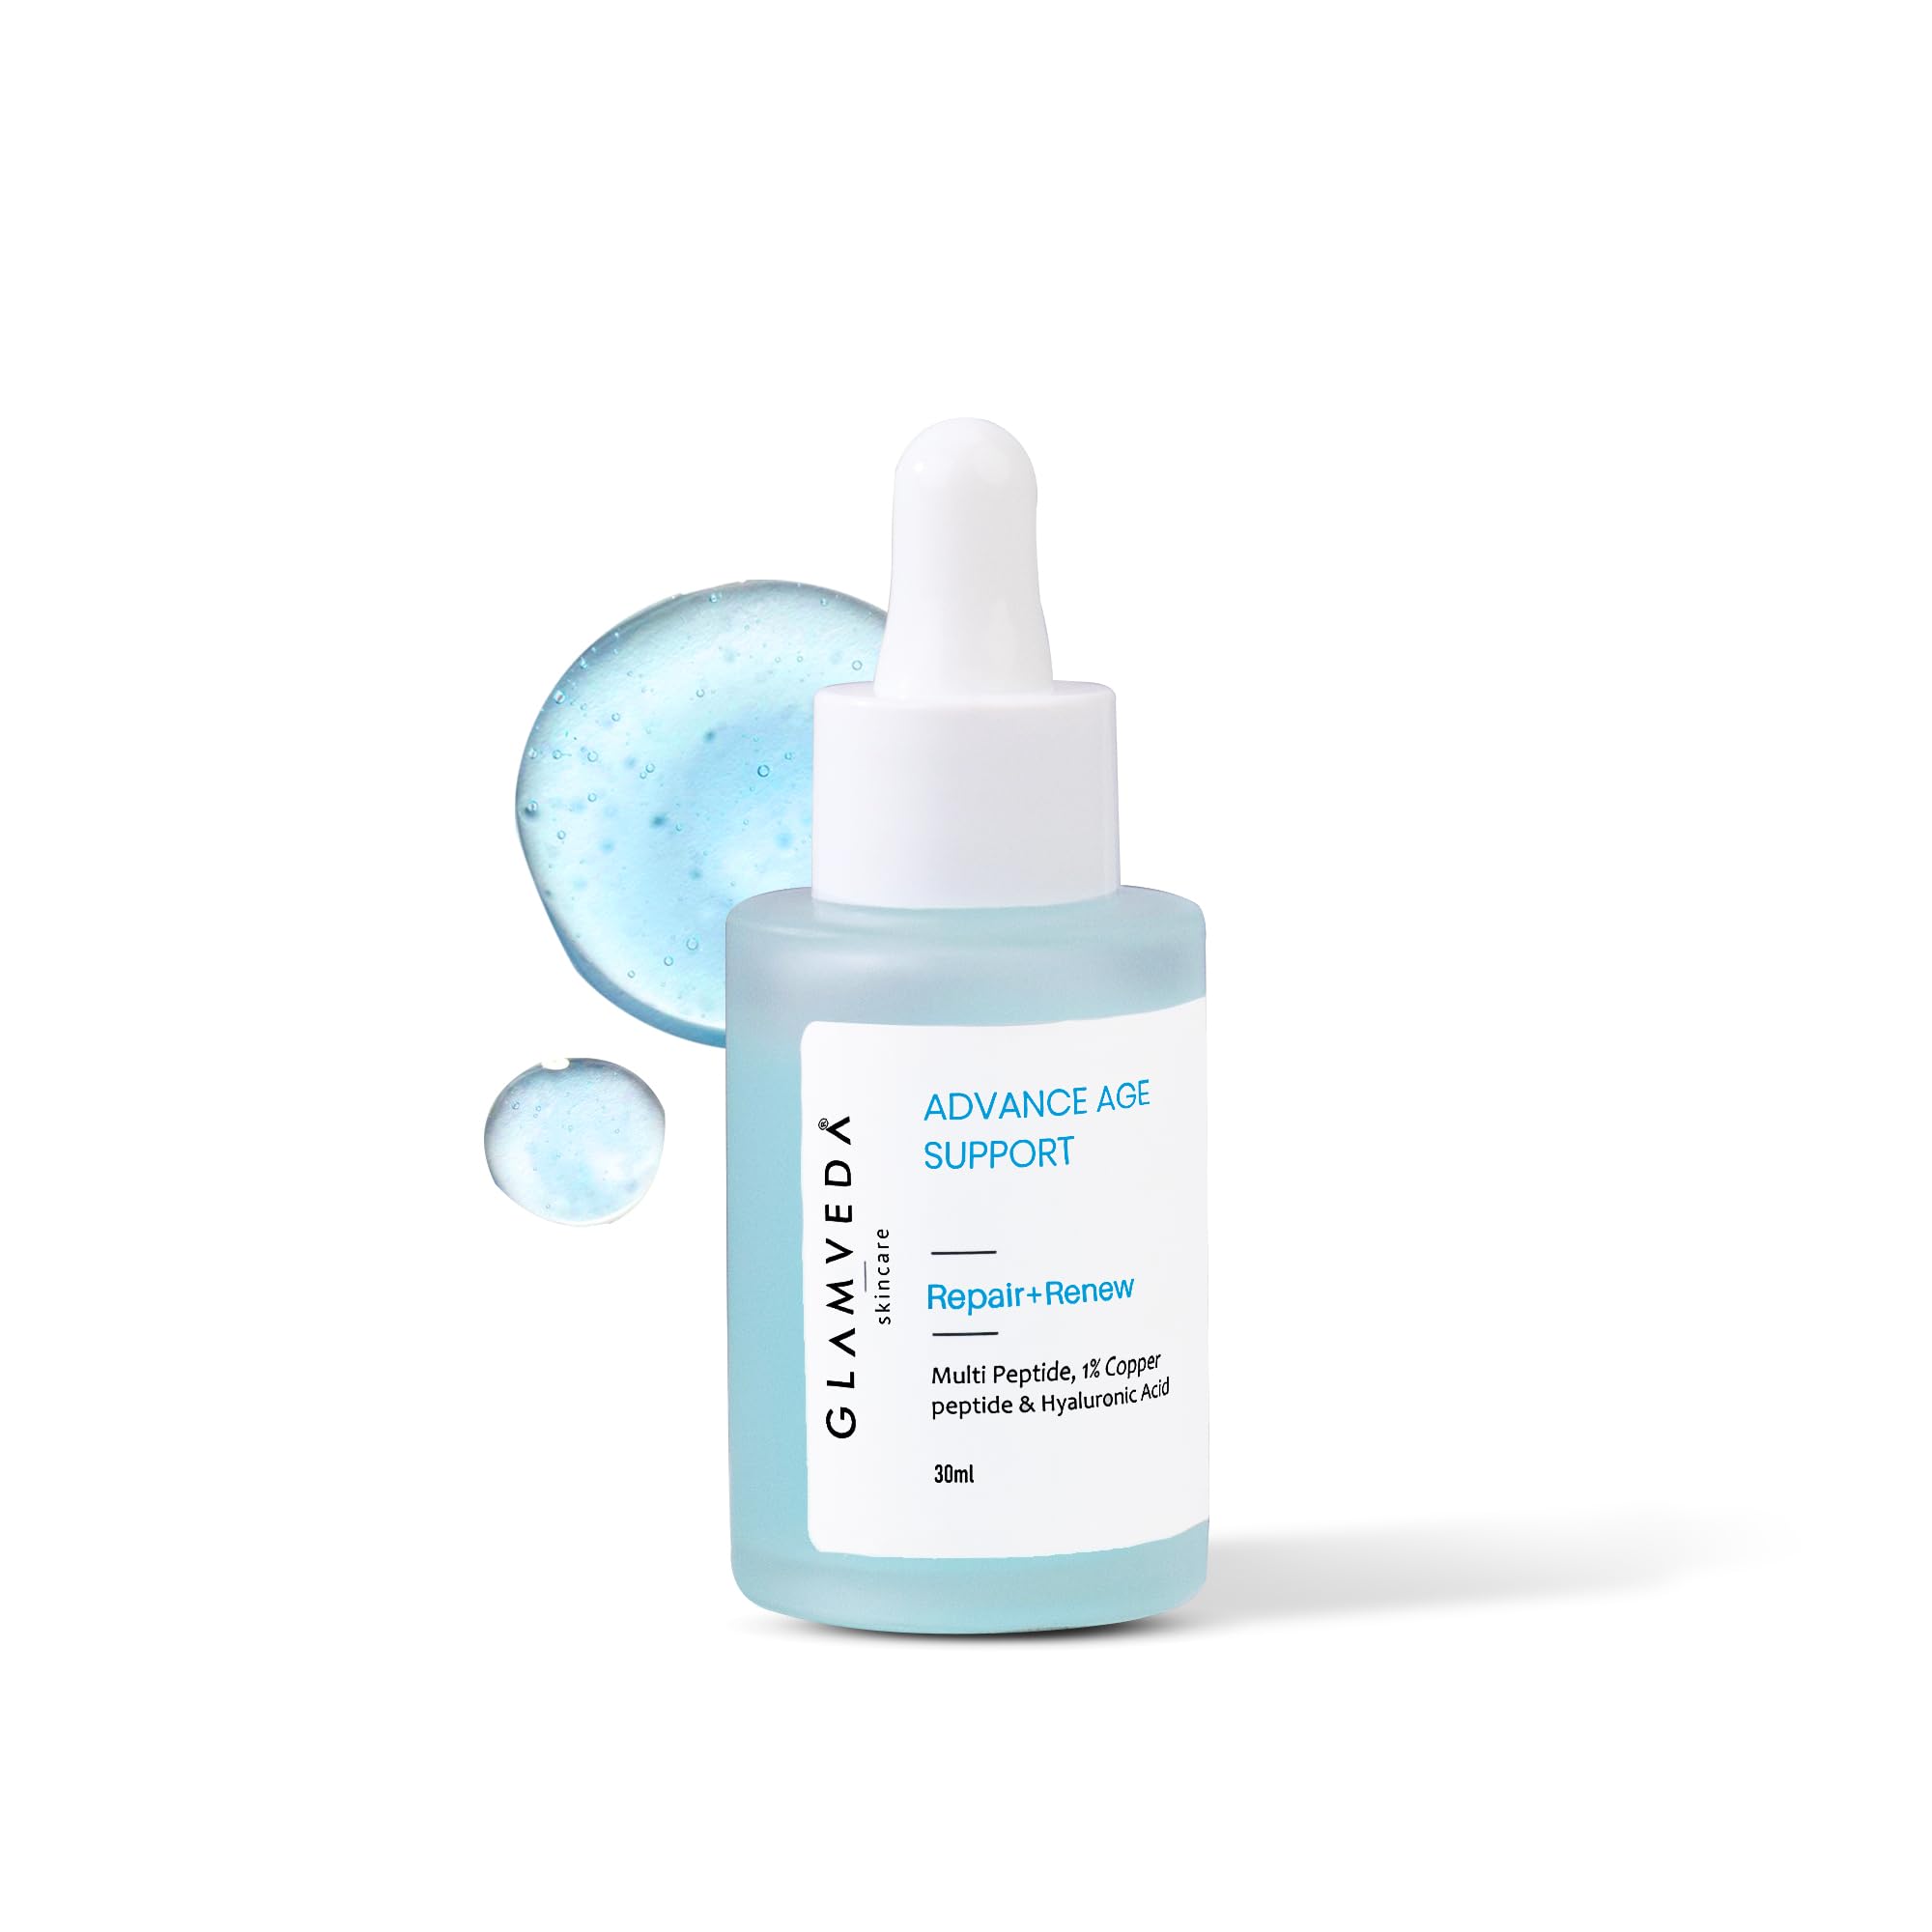 GLAMVEDA®
skincare
ADVANCE AGE
SUPPORT
Repair+Renew
Multi Peptide, 1% Copper
peptide & Hyaluronic Acid
30ml